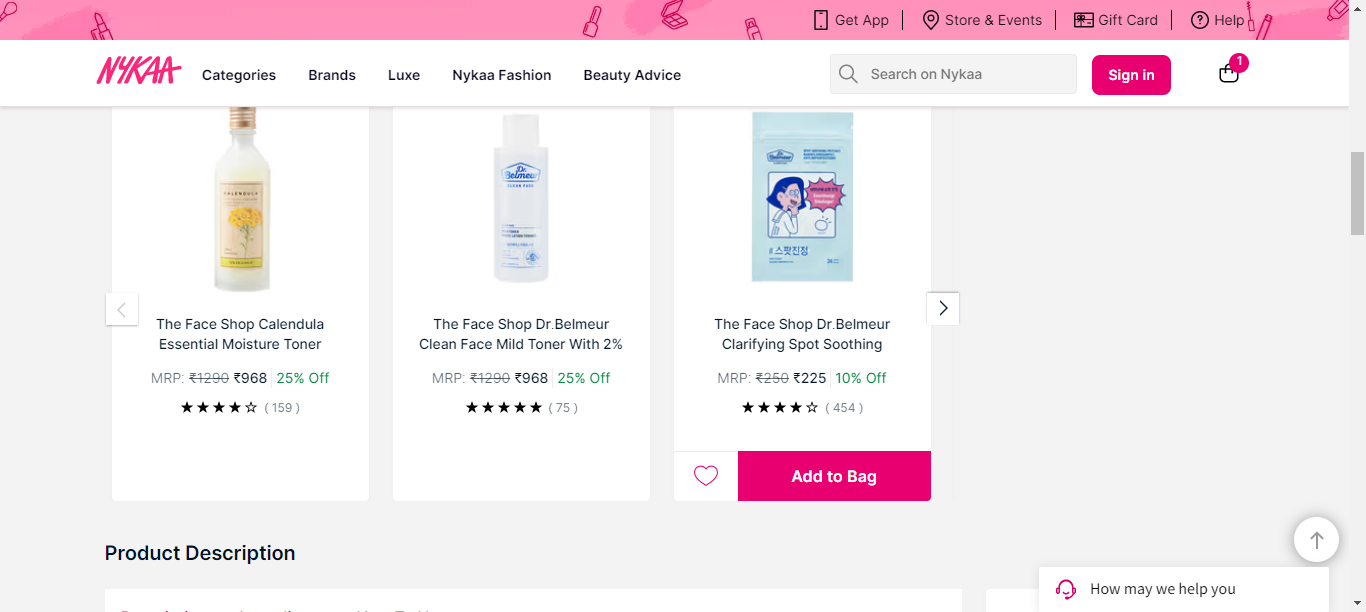 Get App
Store & Events
Gift Card
Help
NYKAA
Categories
Brands
Luxe
Nykaa Fashion
Beauty Advice
Search on Nykaa
Sign in
1
CALENDULA
Dr.
Belmeur
CLEAN FACE
Dr.
Belmeur
#스팟진정
The Face Shop Calendula
Essential Moisture Toner
MRP: ₹1290 ₹968 25% Off
( 159 )
The Face Shop Dr.Belmeur
Clean Face Mild Toner With 2%
MRP: ₹1290 ₹968 25% Off
( 75 )
The Face Shop Dr.Belmeur
Clarifying Spot Soothing
MRP: ₹250 ₹225 10% Off
( 454 )
Add to Bag
Product Description
How may we help you